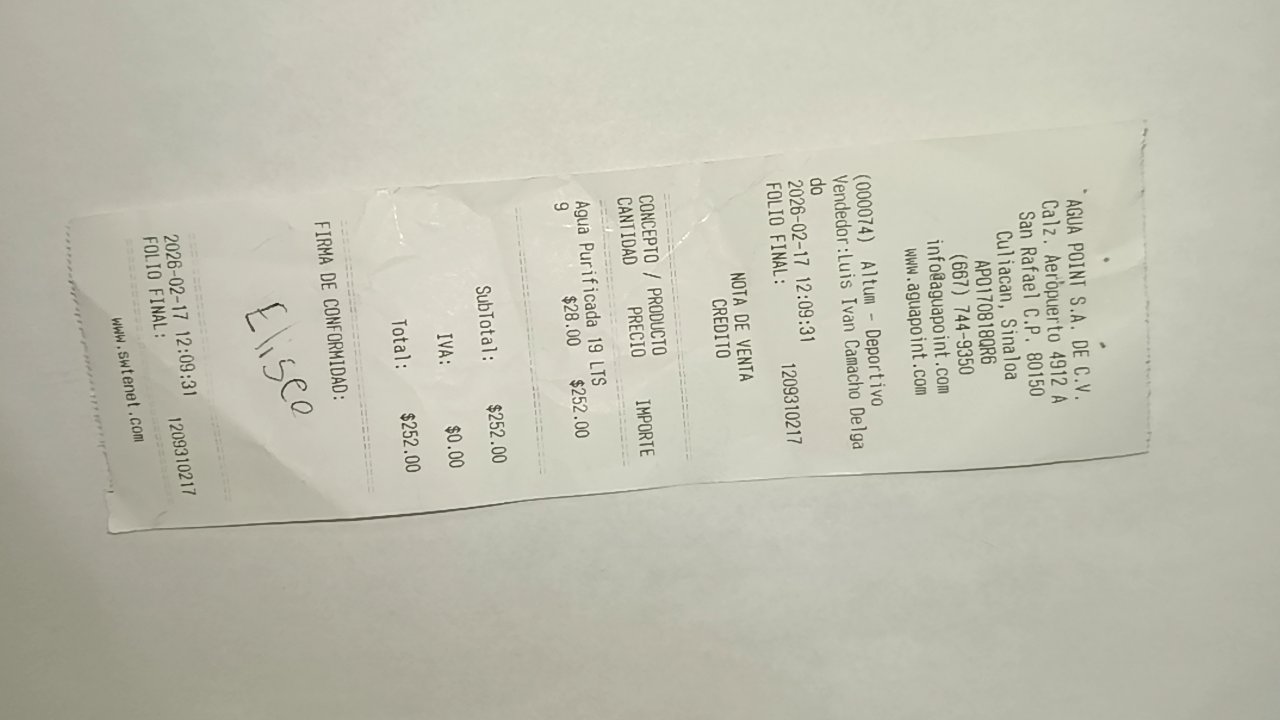 AGUA POINT S.A. DE C.V.
Calz. Aeropuerto 4912 A
San Rafael C.P. 80150
Culiacan, Sinaloa
APO170818QR6
(667) 744-9350
info@aguapoint.com
www.aguapoint.com
(000074) Altum - Deportivo
Vendedor:Luis Ivan Camacho Delga
do
2026-02-17 12:09:31 1209310217
FOLIO FINAL:
NOTA DE VENTA
CREDITO
CONCEPTO / PRODUCTO
CANTIDAD PRECIO IMPORTE
Agua Purificada 19 LTS
9 $28.00 $252.00
SubTotal: $252.00
IVA: $0.00
Total: $252.00
FIRMA DE CONFORMIDAD:
Eliseo
2026-02-17 12:09:31 1209310217
FOLIO FINAL:
www.swtenet.com